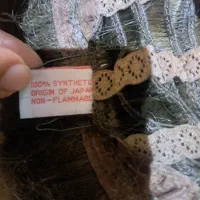 100% SYNTHETIC
ORIGIN OF JAPAN
NON-FLAMMABLE